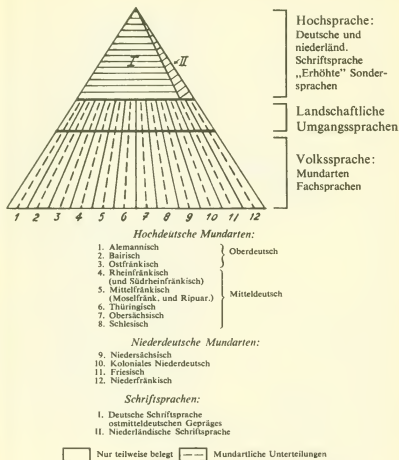 I
II
Hochsprache:
Deutsche und
niederländ.
Schriftsprache
„Erhöhte" Sonder-
sprachen
Landschaftliche
Umgangssprachen
Volkssprache:
Mundarten
Fachsprachen
1 2 3 4 5 6 7 8 9 10 11 12
Hochdeutsche Mundarten:
1. Alemannisch
2. Bairisch
3. Ostfränkisch
Oberdeutsch
4. Rheinfränkisch
(und Südrheinfränkisch)
5. Mittelfränkisch
(Moselfränk. und Ripuar.)
6. Thüringisch
7. Obersächsisch
8. Schlesisch
Mitteldeutsch
Niederdeutsche Mundarten:
9. Niedersächsisch
10. Koloniales Niederdeutsch
11. Friesisch
12. Niederfränkisch
Schriftsprachen:
I. Deutsche Schriftsprache
ostmitteldeutschen Gepräges
II. Niederländische Schriftsprache
Nur teilweise belegt
Mundartliche Unterteilungen